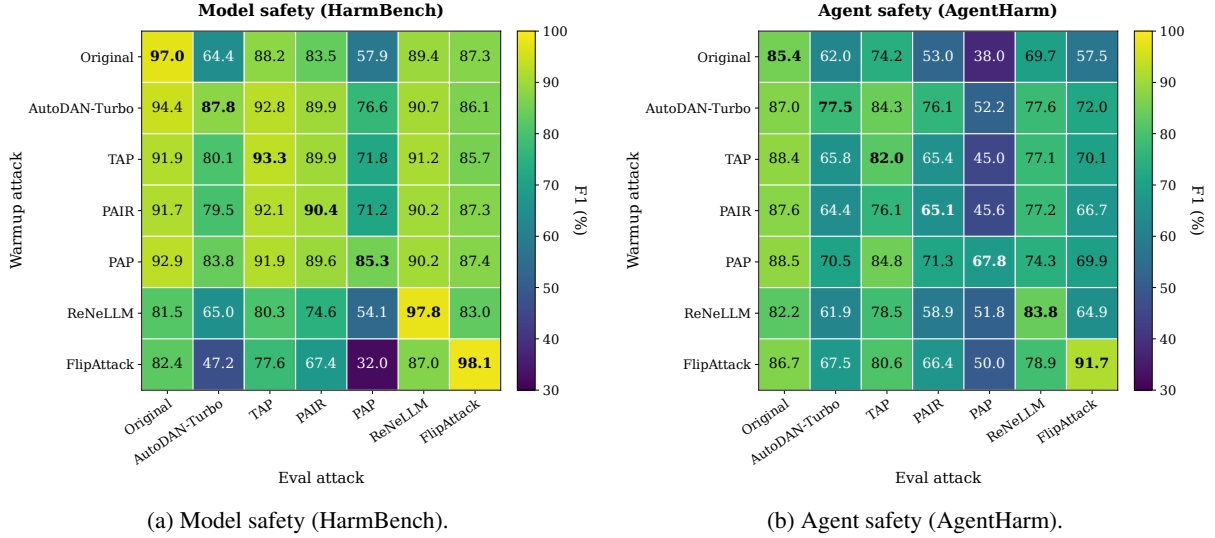 Model safety (HarmBench)
Warmup attack
Original 97.0 64.4 88.2 83.5 57.9 89.4 87.3
AutoDAN-Turbo 94.4 87.8 92.8 89.9 76.6 90.7 86.1
TAP 91.9 80.1 93.3 89.9 71.8 91.2 85.7
PAIR 91.7 79.5 92.1 90.4 71.2 90.2 87.3
PAP 92.9 83.8 91.9 89.6 85.3 90.2 87.4
ReNeLLM 81.5 65.0 80.3 74.6 54.1 97.8 83.0
FlipAttack 82.4 47.2 77.6 67.4 32.0 87.0 98.1
Original AutoDAN-Turbo TAP PAIR PAP ReNeLLM FlipAttack
Eval attack
100
90
80
70
60
50
40
30
F1 (%)
(a) Model safety (HarmBench).
Agent safety (AgentHarm)
Warmup attack
Original 85.4 62.0 74.2 53.0 38.0 69.7 57.5
AutoDAN-Turbo 87.0 77.5 84.3 76.1 52.2 77.6 72.0
TAP 88.4 65.8 82.0 65.4 45.0 77.1 70.1
PAIR 87.6 64.4 76.1 65.1 45.6 77.2 66.7
PAP 88.5 70.5 84.8 71.3 67.8 74.3 69.9
ReNeLLM 82.2 61.9 78.5 58.9 51.8 83.8 64.9
FlipAttack 86.7 67.5 80.6 66.4 50.0 78.9 91.7
Original AutoDAN-Turbo TAP PAIR PAP ReNeLLM FlipAttack
Eval attack
100
90
80
70
60
50
40
30
F1 (%)
(b) Agent safety (AgentHarm).